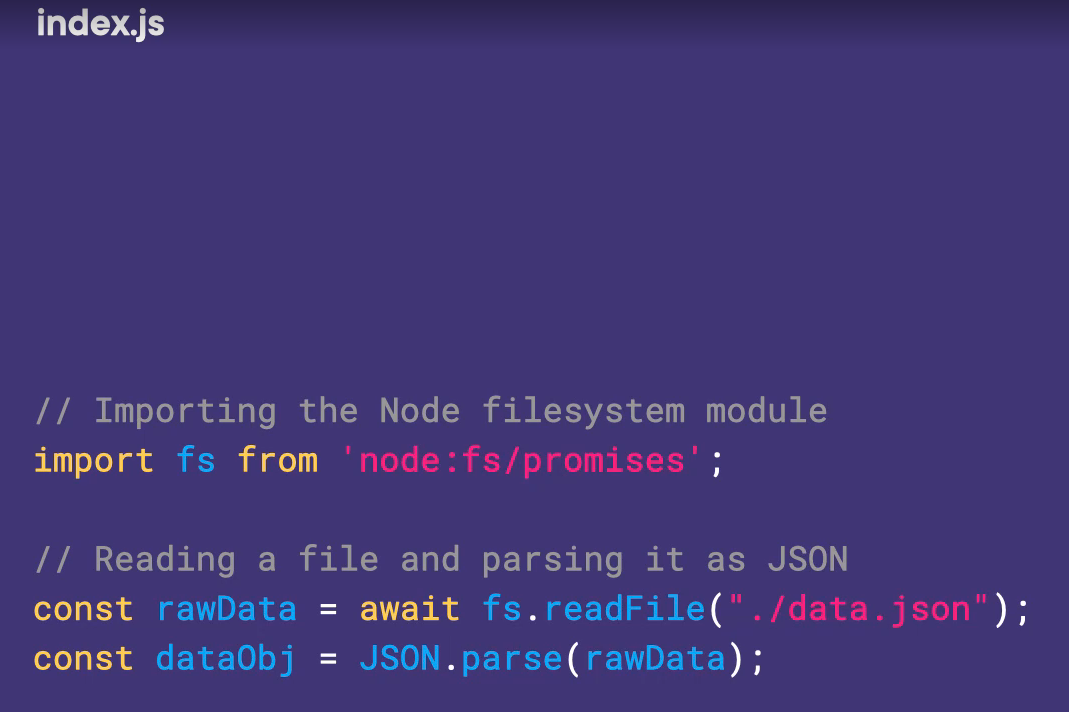 index.js
// Importing the Node filesystem module
import fs from 'node:fs/promises';
// Reading a file and parsing it as JSON
const rawData = await fs.readFile("./data.json");
const dataObj = JSON.parse(rawData);